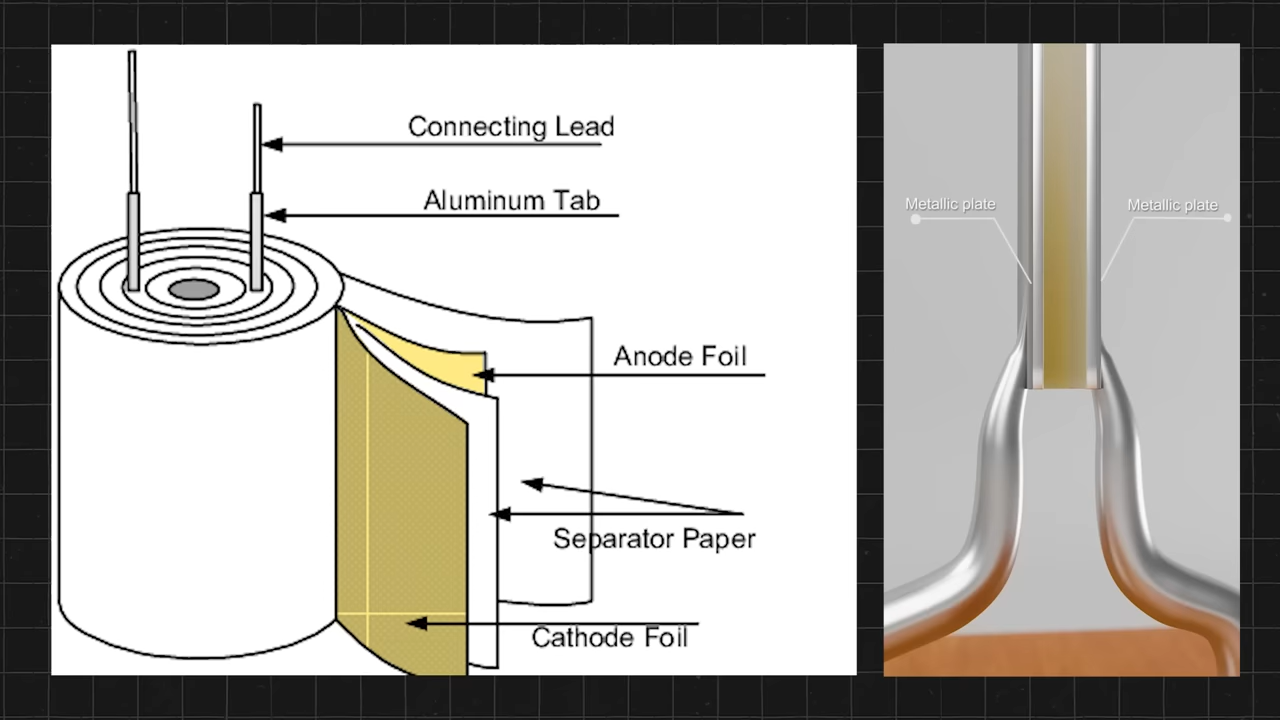 Connecting Lead
Aluminum Tab
Anode Foil
Separator Paper
Cathode Foil
Metallic plate
Metallic plate